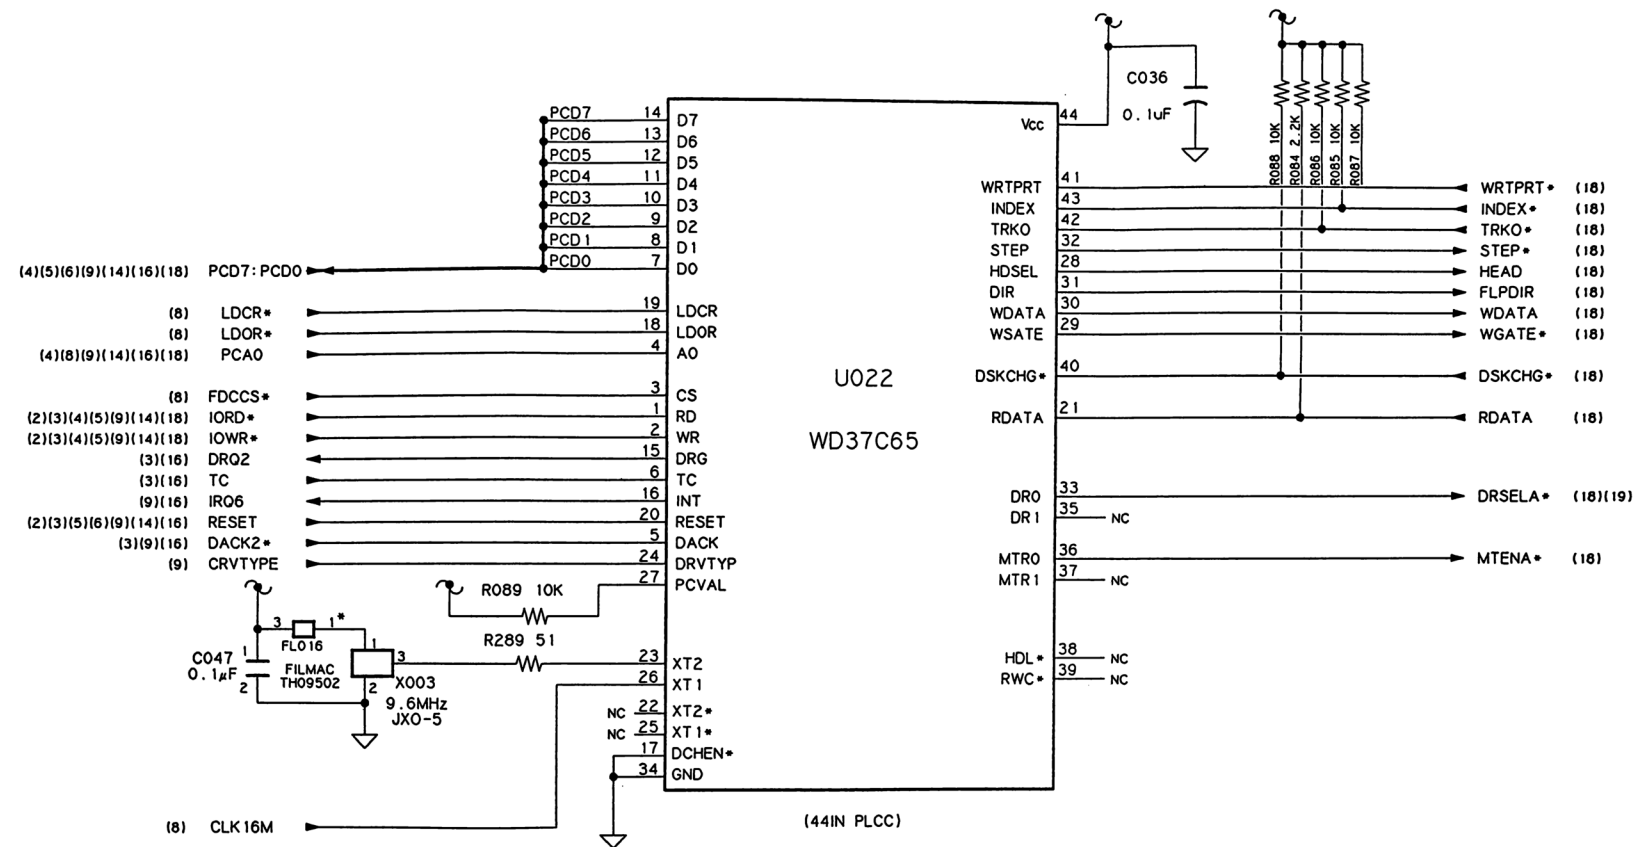 C036
0.1uF
R088 10K
R084 2.2K
R086 10K
R085 10K
R087 10K
PCD7 14 D7
PCD6 13 D6
PCD5 12 D5
PCD4 11 D4
PCD3 10 D3
PCD2 9 D2
PCD1 8 D1
PCD0 7 D0
(4)(5)(6)(9)(14)(16)(18) PCD7:PCD0
(8) LDCR* 19 LDCR
(8) LDOR* 18 LDOR
(4)(8)(9)(14)(16)(18) PCA0 4 A0
(8) FDCCS* 3 CS
(2)(3)(4)(5)(9)(14)(18) IORD* 1 RD
(2)(3)(4)(5)(9)(14)(18) IOWR* 2 WR
(3)(16) DRQ2 15 DRG
(3)(16) TC 6 TC
(9)(16) IRQ6 16 INT
(2)(3)(5)(6)(9)(14)(16) RESET 20 RESET
(3)(9)(16) DACK2* 5 DACK
(9) CRVTYPE 24 DRVTYP
27 PCVAL
R089 10K
R289 51
3 1*
FL016
FILMAC
TH09502
C047
0.1µF
1
2
1
3
2
X003
9.6MHz
JXO-5
23 XT2
26 XT1
NC 22 XT2*
NC 25 XT1*
17 DCHEN*
34 GND
(8) CLK16M
U022
WD37C65
(44IN PLCC)
Vcc 44
WRTPRT 41 WRTPRT* (18)
INDEX 43 INDEX* (18)
TRK0 42 TRK0* (18)
STEP 32 STEP* (18)
HDSEL 28 HEAD (18)
DIR 31 FLPDIR (18)
WDATA 30 WDATA (18)
WSATE 29 WGATE* (18)
DSKCHG* 40 DSKCHG* (18)
RDATA 21 RDATA (18)
DR0 33 DRSELA* (18)(19)
DR1 35 NC
MTR0 36 MTENA* (18)
MTR1 37 NC
HDL* 38 NC
RWC* 39 NC